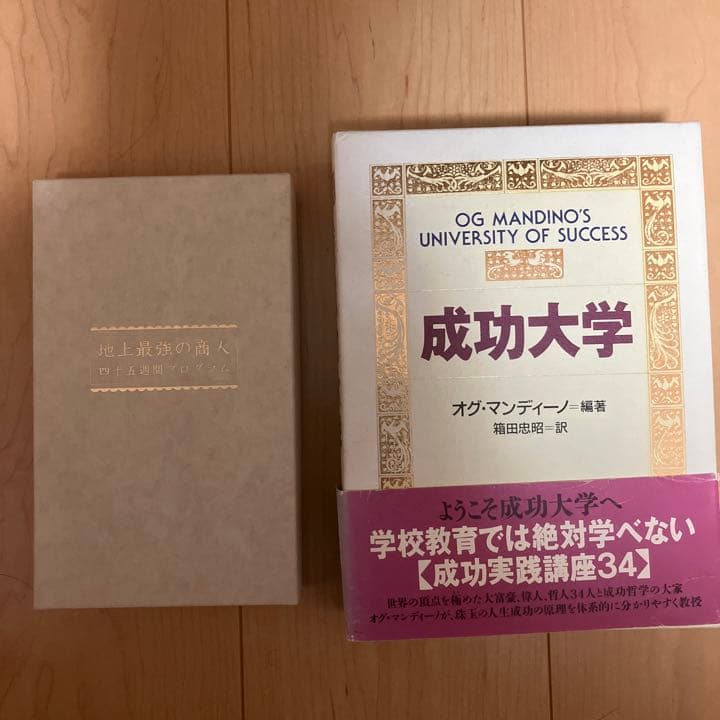 地上最強の商人
四十五週間プログラム
OG MANDINO'S
UNIVERSITY OF SUCCESS
成功大学
オグ・マンディーノ=編著
箱田忠昭=訳
ようこそ成功大学へ
学校教育では絶対学べない
【成功実践講座34】
世界の頂点を極めた大富豪、偉人、哲人34人と成功哲学の大家
オグ・マンディーノが、珠玉の人生成功の原理を体系的に分かりやすく教授